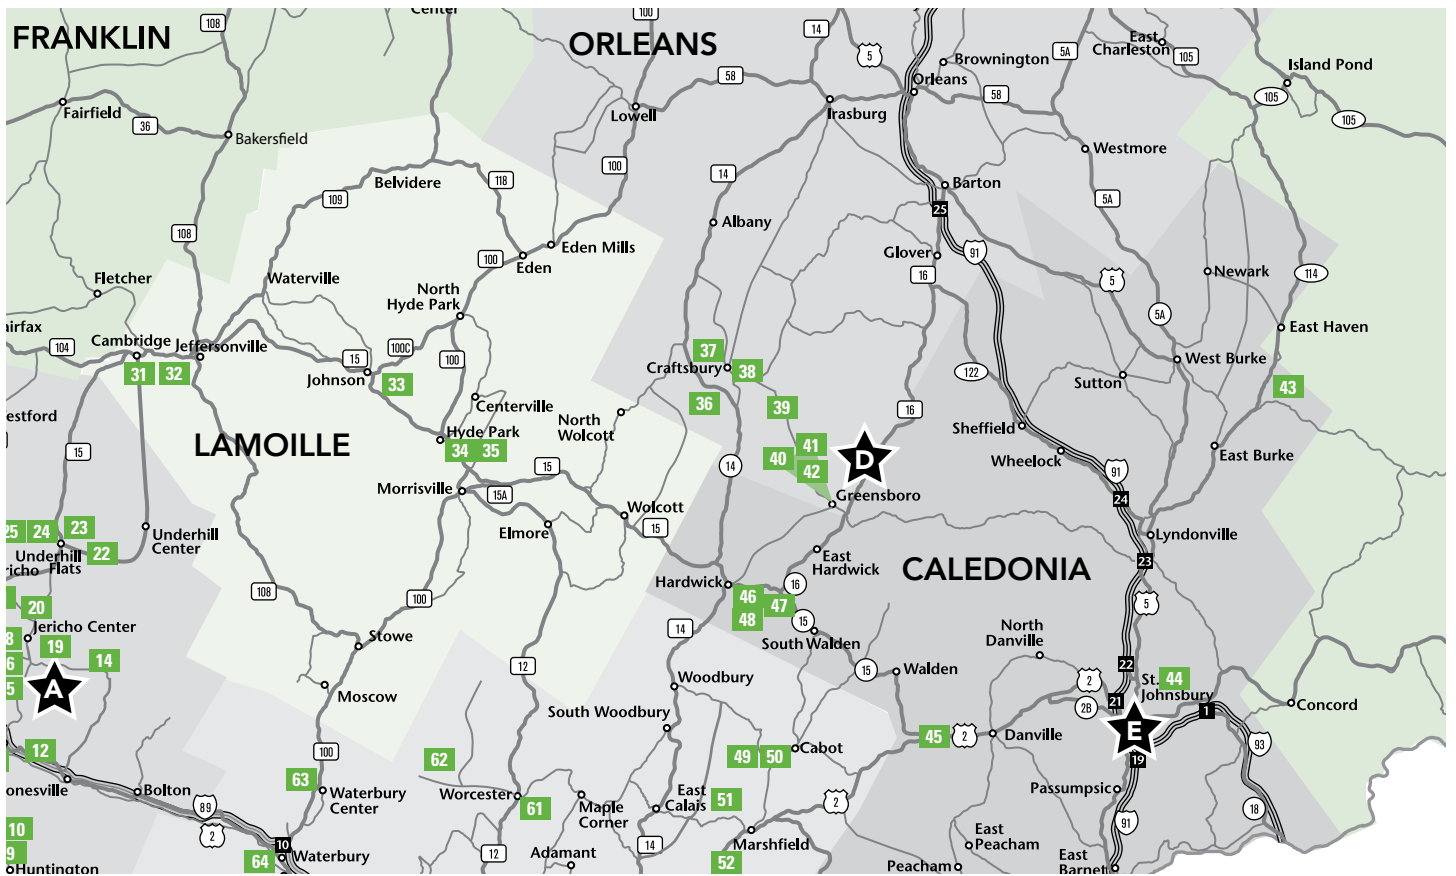 108
Center
100
FRANKLIN
ORLEANS
14
5
5A
East
Charleston
105
Brownington
Island Pond
58
Orleans
58
105
105
Fairfield
36
Bakersfield
Lowell
Irasburg
Westmore
100
14
118
Belvidere
109
Barton
5A
25
Albany
108
Eden Mills
100
Eden
Glover
91
16
Newark
114
5
Fletcher
Waterville
North
Hyde Park
5A
airfax
104
Cambridge
Jeffersonville
100C
100
15
East Haven
31
32
Johnson
33
37
Craftsbury
38
36
122
West Burke
Sutton
43
39
16
estford
Centerville
North
Wolcott
LAMOILLE
Hyde Park
34
35
15
41
40
42
D
Sheffield
Wheelock
East Burke
14
15
91
Morrisville
15A
Greensboro
24
Wolcott
Elmore
15
25
24
23
Underhill
Center
22
Underhill
Flats
richo
Lyndonville
East
Hardwick
23
CALEDONIA
Hardwick
16
108
100
46
47
48
5
20
15
South Walden
North
Danville
8
Jericho Center
19
14
6
5
A
Stowe
14
12
22
Walden
15
2
St.
Johnsbury
44
Moscow
Woodbury
21
2B
1
Concord
South Woodbury
E
45
2
Danville
93
12
100
49
50
Cabot
19
62
63
Waterbury
Center
onesville
Bolton
Worcester
61
Maple
Corner
East
Calais
51
2
Passumpsic
89
2
18
91
10
9
10
14
Marshfield
East
Peacham
12
64
Waterbury
Adamant
52
Peacham
East
Barnet
Huntington